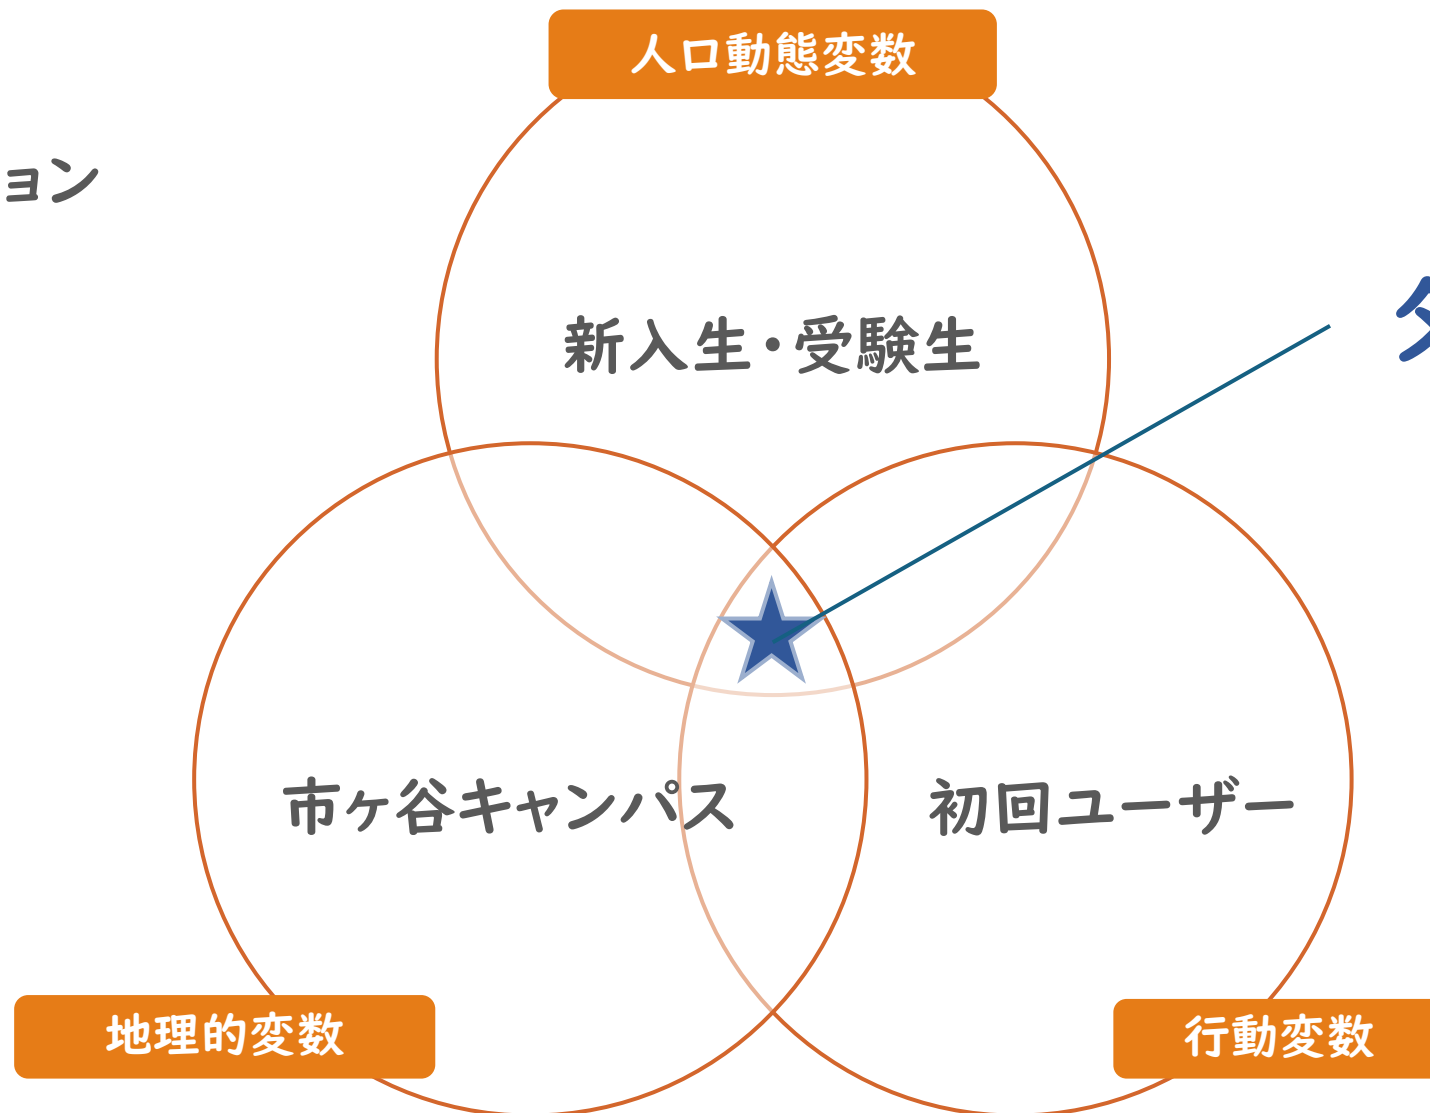 人口動態変数
ョン
新入生・受験生
市ヶ谷キャンパス
初回ユーザー
地理的変数
行動変数